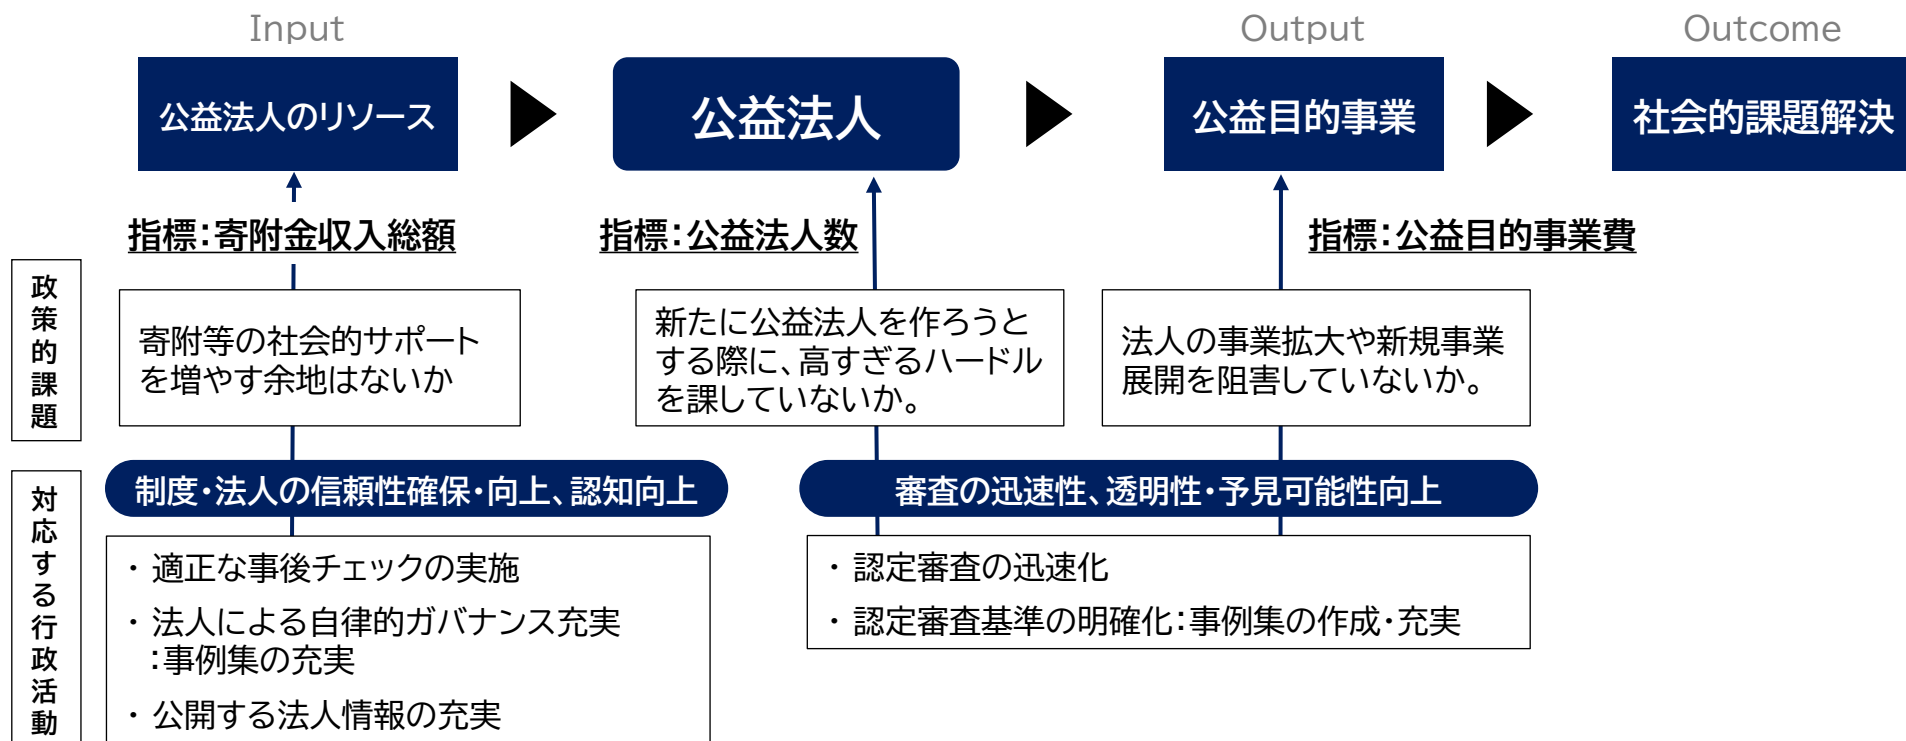 Input
Output
Outcome
公益法人のリソース
公益法人
公益目的事業
社会的課題解決
指標：寄附金収入総額
指標：公益法人数
指標：公益目的事業費
政策的課題
寄附等の社会的サポート
を増やす余地はないか
新たに公益法人を作ろうと
する際に、高すぎるハードル
を課していないか。
法人の事業拡大や新規事業
展開を阻害していないか。
対応する行政活動
制度・法人の信頼性確保・向上、認知向上
審査の迅速性、透明性・予見可能性向上
・ 適正な事後チェックの実施
・ 法人による自律的ガバナンス充実
：事例集の充実
・ 公開する法人情報の充実
・ 認定審査の迅速化
・ 認定審査基準の明確化：事例集の作成・充実